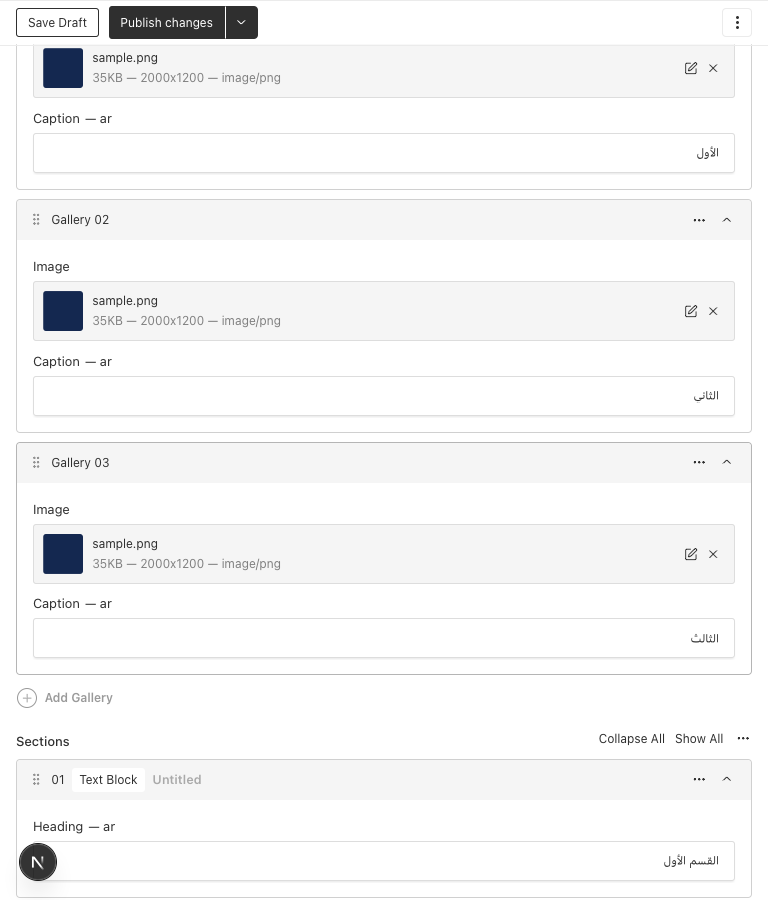 Save Draft
Publish changes
sample.png
35KB — 2000x1200 — image/png
Caption — ar
الأول
Gallery 02
Image
sample.png
35KB — 2000x1200 — image/png
Caption — ar
الثاني
Gallery 03
Image
sample.png
35KB — 2000x1200 — image/png
Caption — ar
الثالث
Add Gallery
Sections
Collapse All Show All
01 Text Block Untitled
Heading — ar
القسم الأول
N